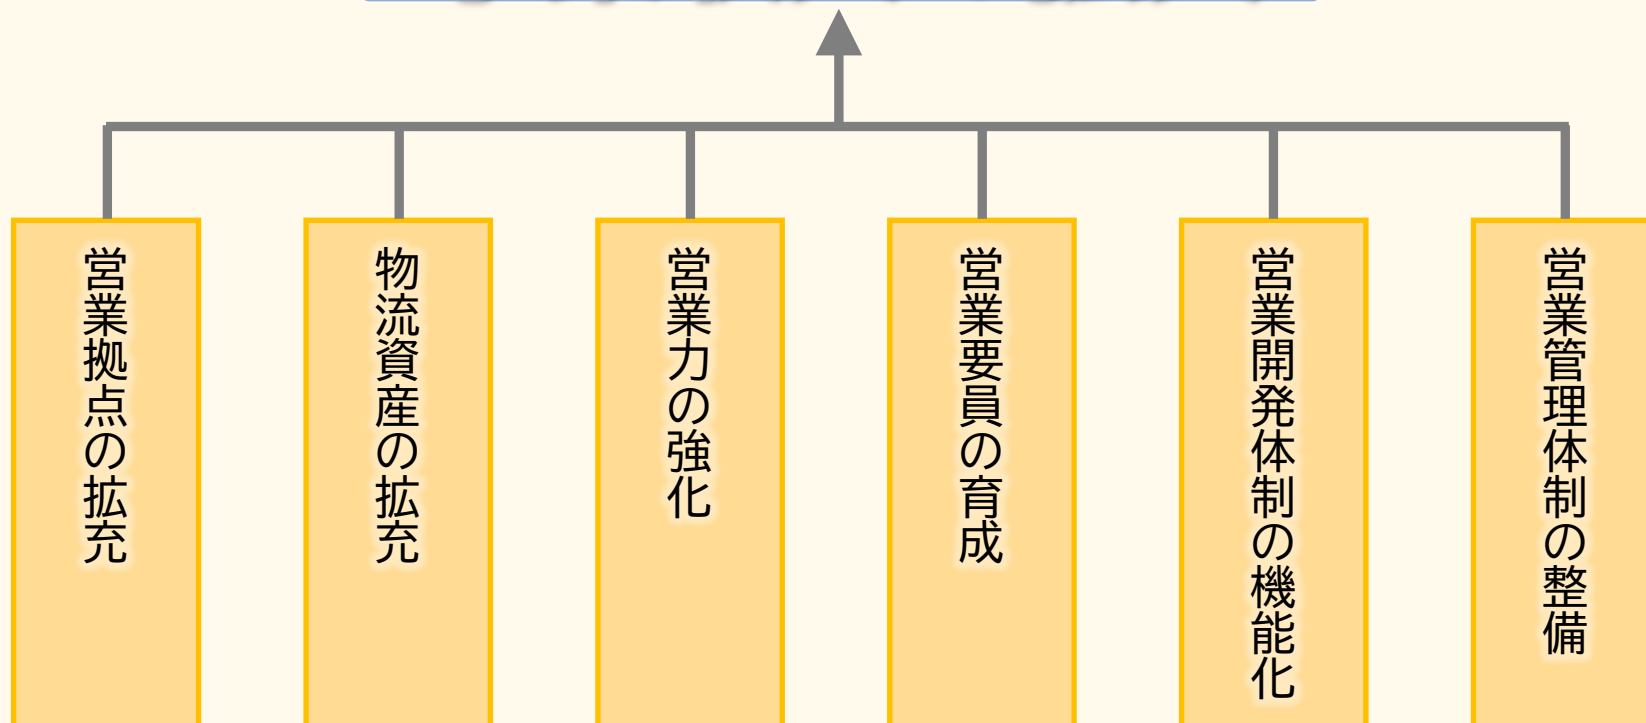 営業拠点の拡充
物流資産の拡充
営業力の強化
営業要員の育成
営業開発体制の機能化
営業管理体制の整備